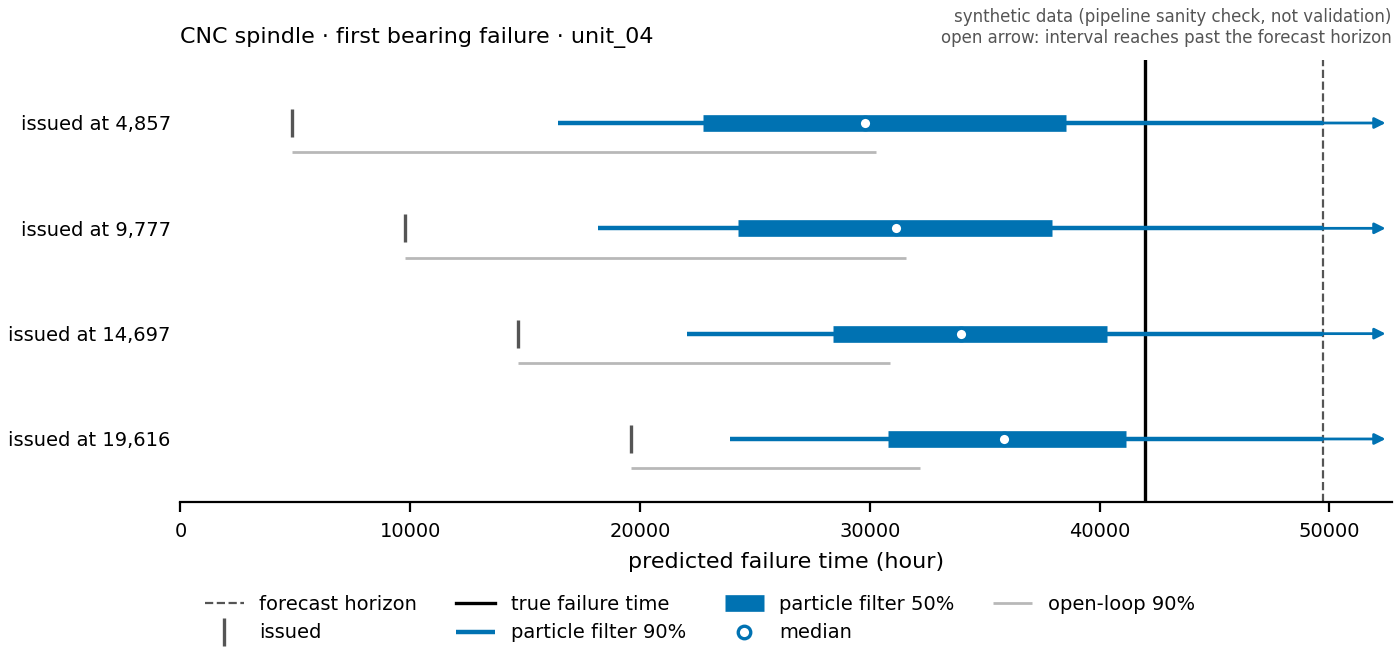 synthetic data (pipeline sanity check, not validation)
CNC spindle · first bearing failure · unit_04
open arrow: interval reaches past the forecast horizon
issued at 4,857
issued at 9,777
issued at 14,697
issued at 19,616
0 10000 20000 30000 40000 50000
predicted failure time (hour)
forecast horizon true failure time particle filter 50% open-loop 90%
issued particle filter 90% median